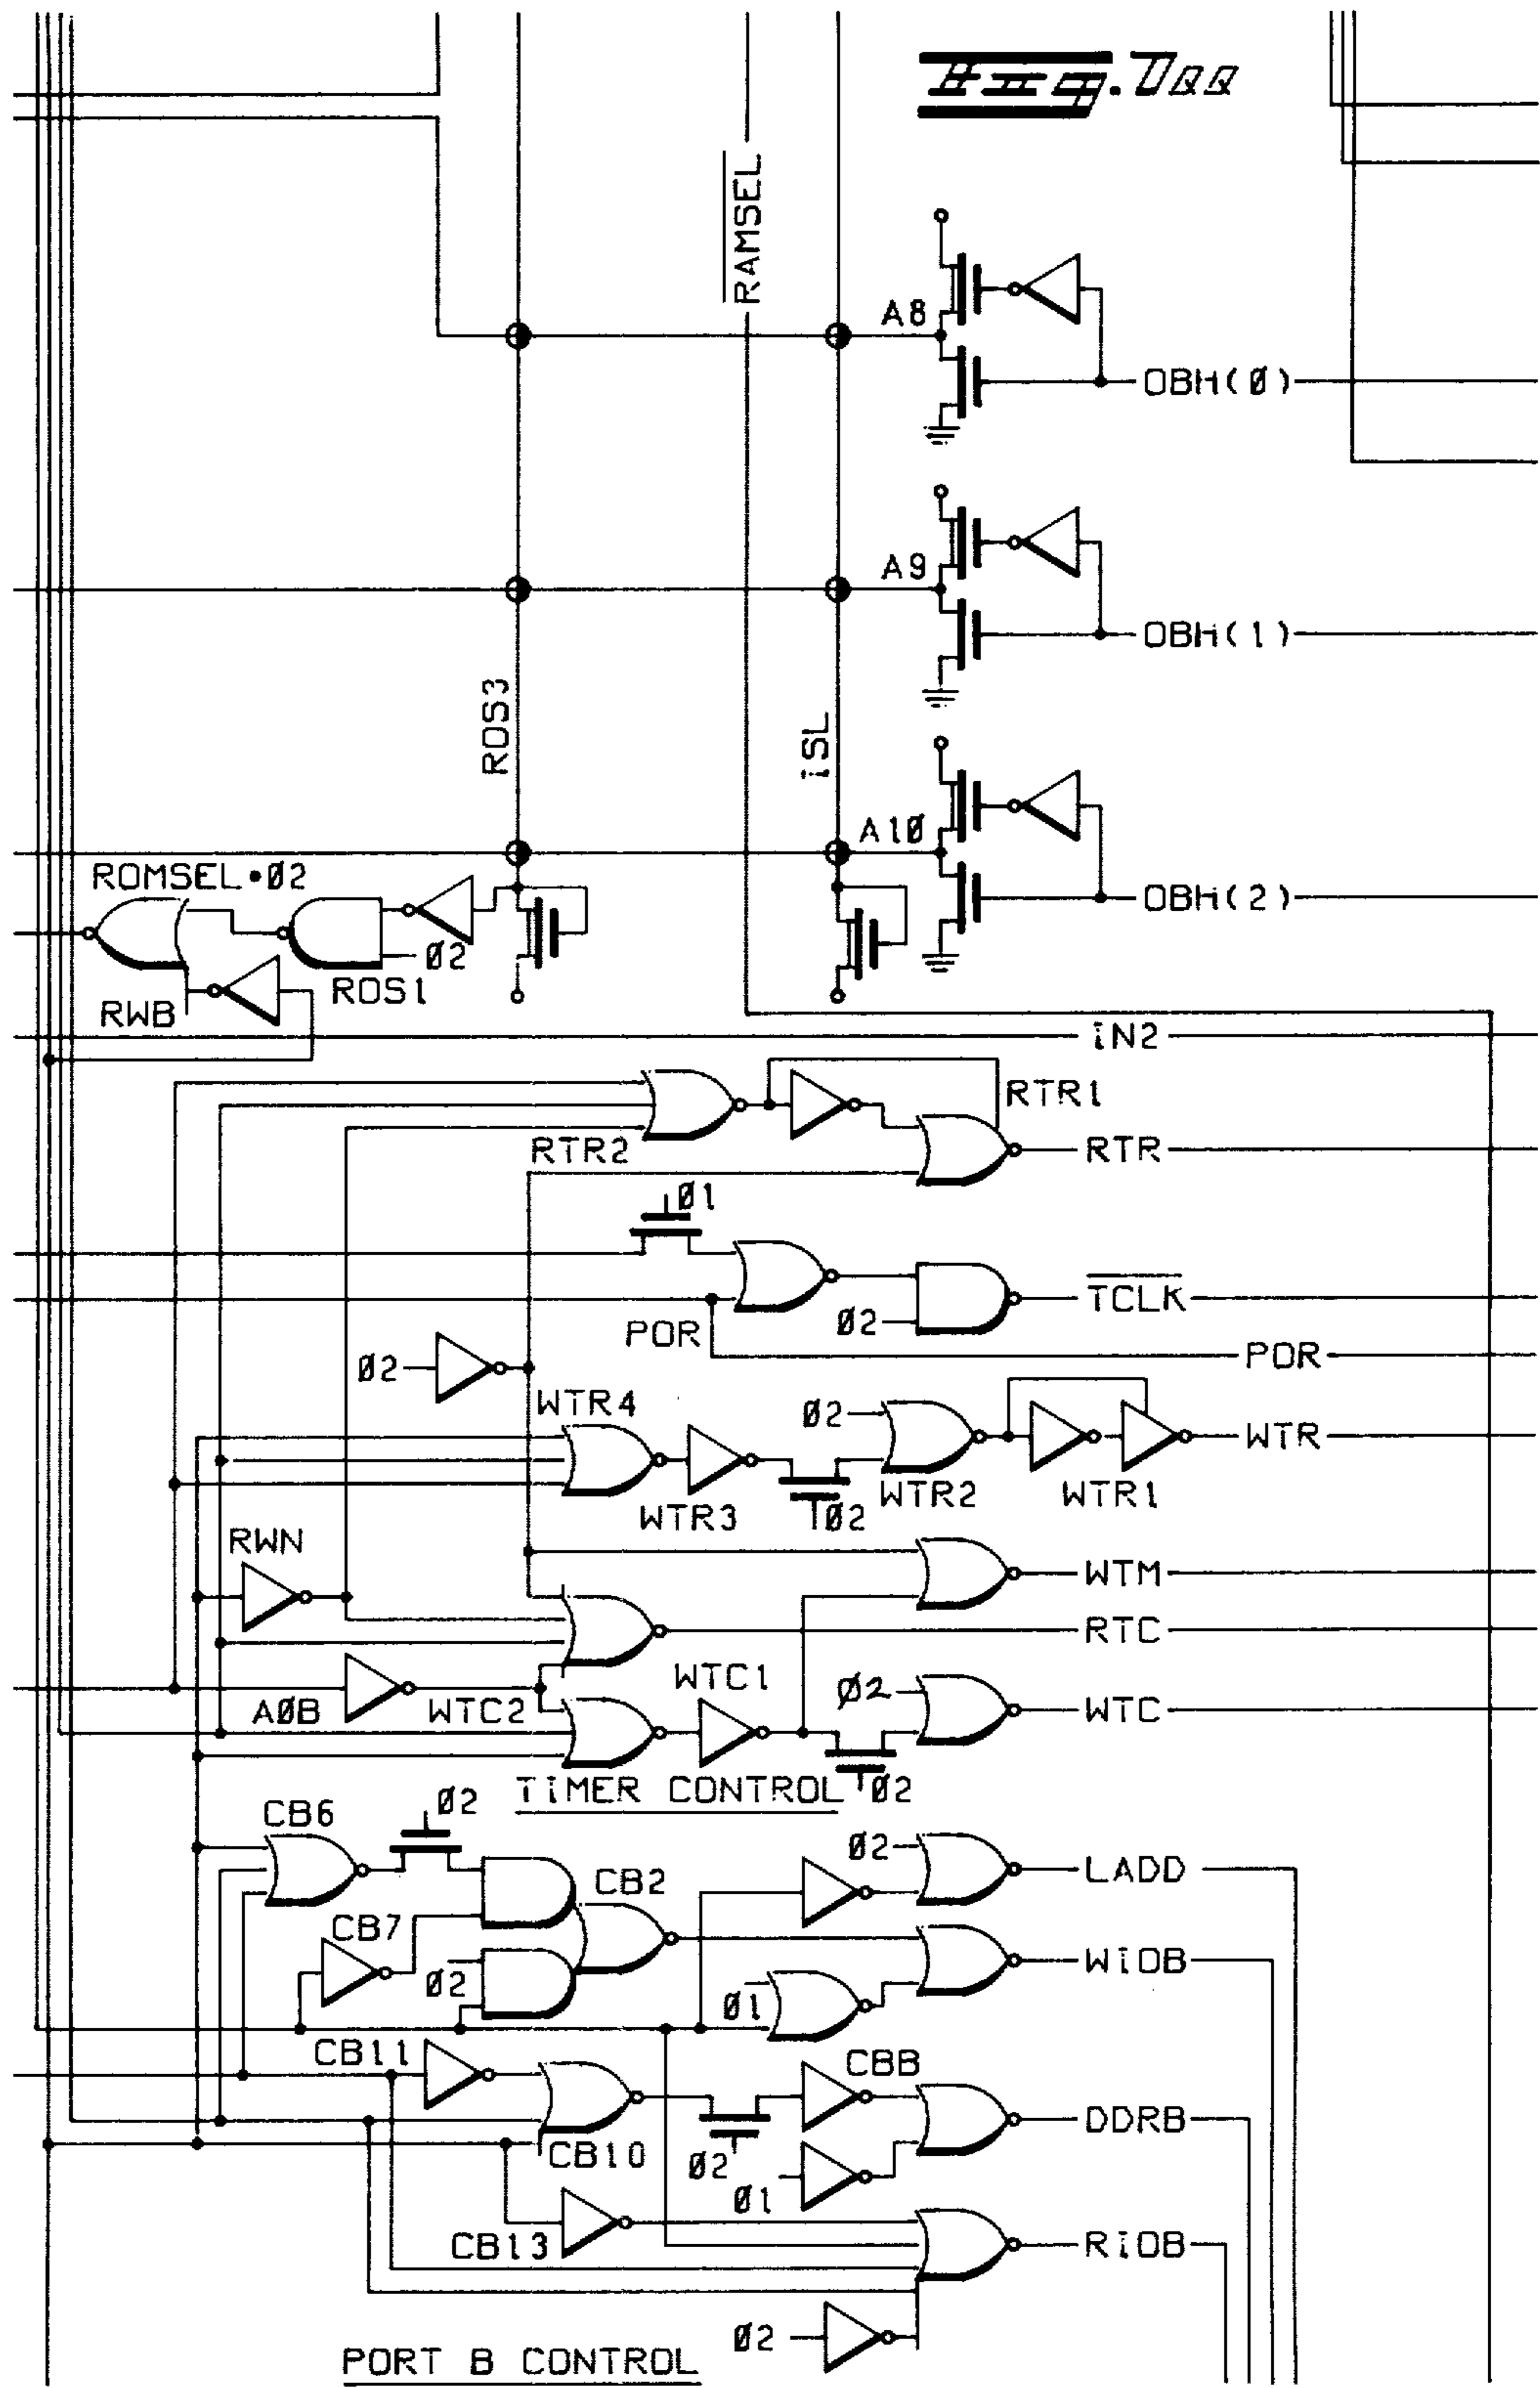 Fig. 7QQ
RAMSEL
A8
OBH(Ø)
A9
OBH(1)
ROS3
iSL
A1Ø
OBH(2)
ROMSEL•Ø2
Ø2
ROS1
RWB
iN2
RTR1
RTR2
RTR
Ø1
TCLK
Ø2
POR
POR
Ø2
WTR4
Ø2
WTR
WTR3
Ø2
WTR2
WTR1
RWN
WTM
RTC
WTC1
Ø2
WTC
AØB
WTC2
TiMER CONTROL
Ø2
CB6
Ø2
Ø2
LADD
CB2
CB7
WiOB
Ø2
Ø1
CB11
CBB
DDRB
CB10
Ø2
Ø1
CB13
RiOB
Ø2
PORT B CONTROL